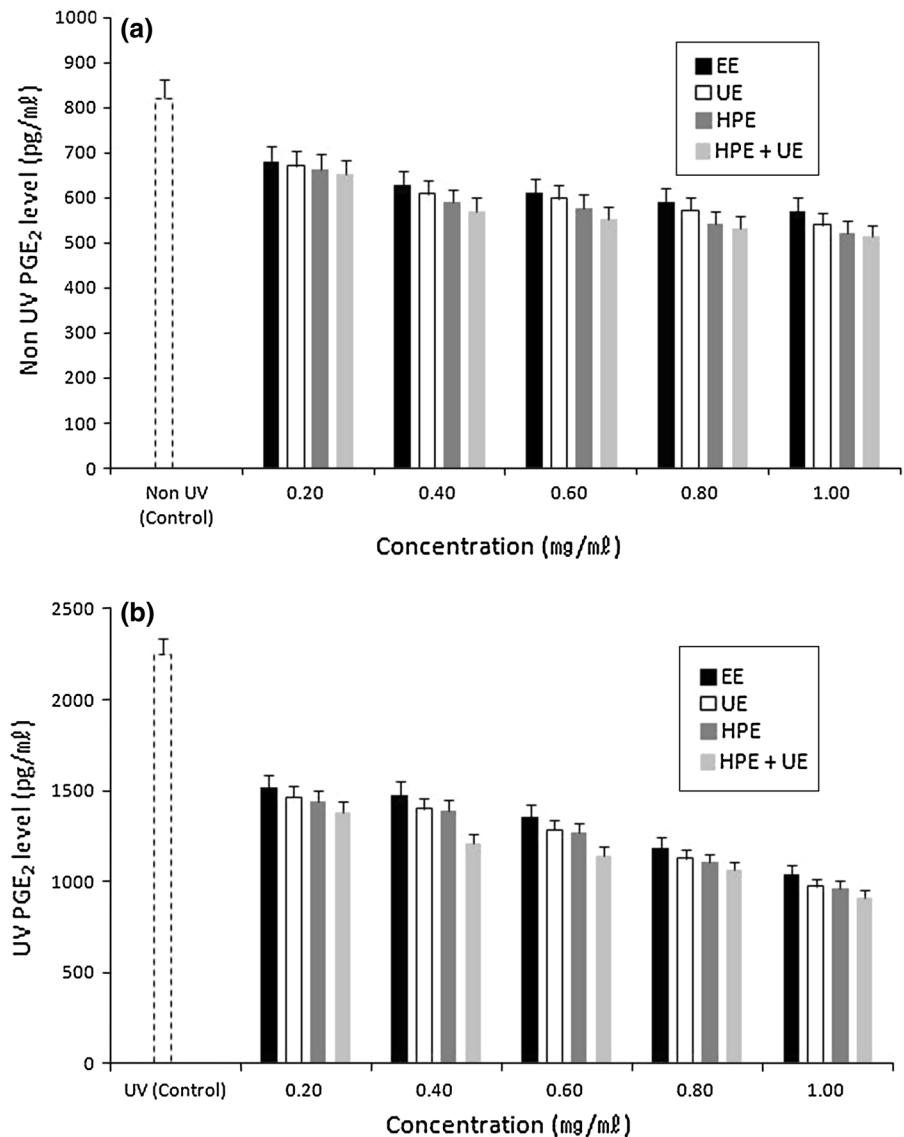 (a)
Non UV PGE₂ level (pg/㎖)
1000
900
800
700
600
500
400
300
200
100
0
EE
UE
HPE
HPE + UE
Non UV
(Control)
0.20 0.40 0.60 0.80 1.00
Concentration (㎎/㎖)
(b)
UV PGE₂ level (pg/㎖)
2500
2000
1500
1000
500
0
EE
UE
HPE
HPE + UE
UV (Control) 0.20 0.40 0.60 0.80 1.00
Concentration (㎎/㎖)